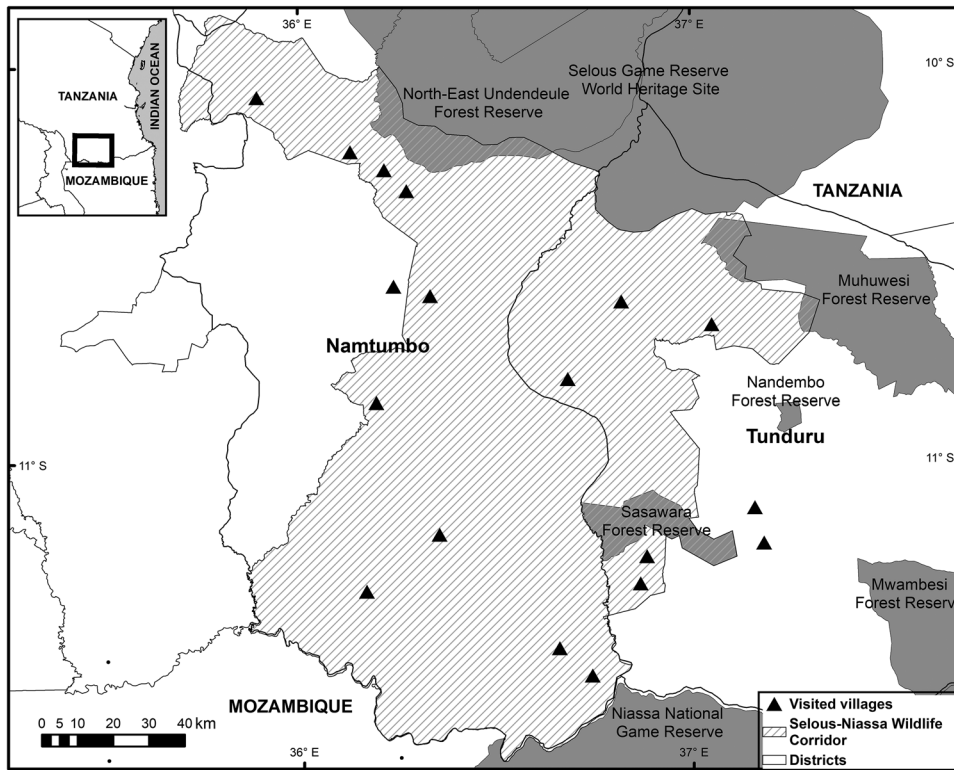 36° E
37° E
10° S
INDIAN OCEAN
TANZANIA
MOZAMBIQUE
Selous Game Reserve
World Heritage Site
North-East Undendeule
Forest Reserve
TANZANIA
Muhuwesi
Forest Reserve
Namtumbo
Nandembo
Forest Reserve
Tunduru
11° S
11° S
Sasawara
Forest Reserve
Mwambesi
Forest Reserve
MOZAMBIQUE
Niassa National
Game Reserve
0 5 10 20 30 40 km
36° E
37° E
Visited villages
Selous-Niassa Wildlife
Corridor
Districts